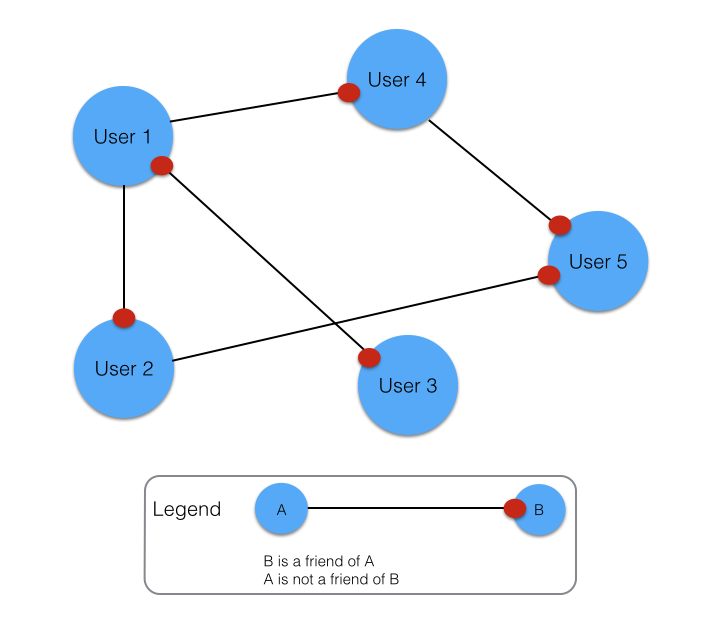 User 4
User 1
User 5
User 2
User 3
Legend
A
B
B is a friend of A
A is not a friend of B